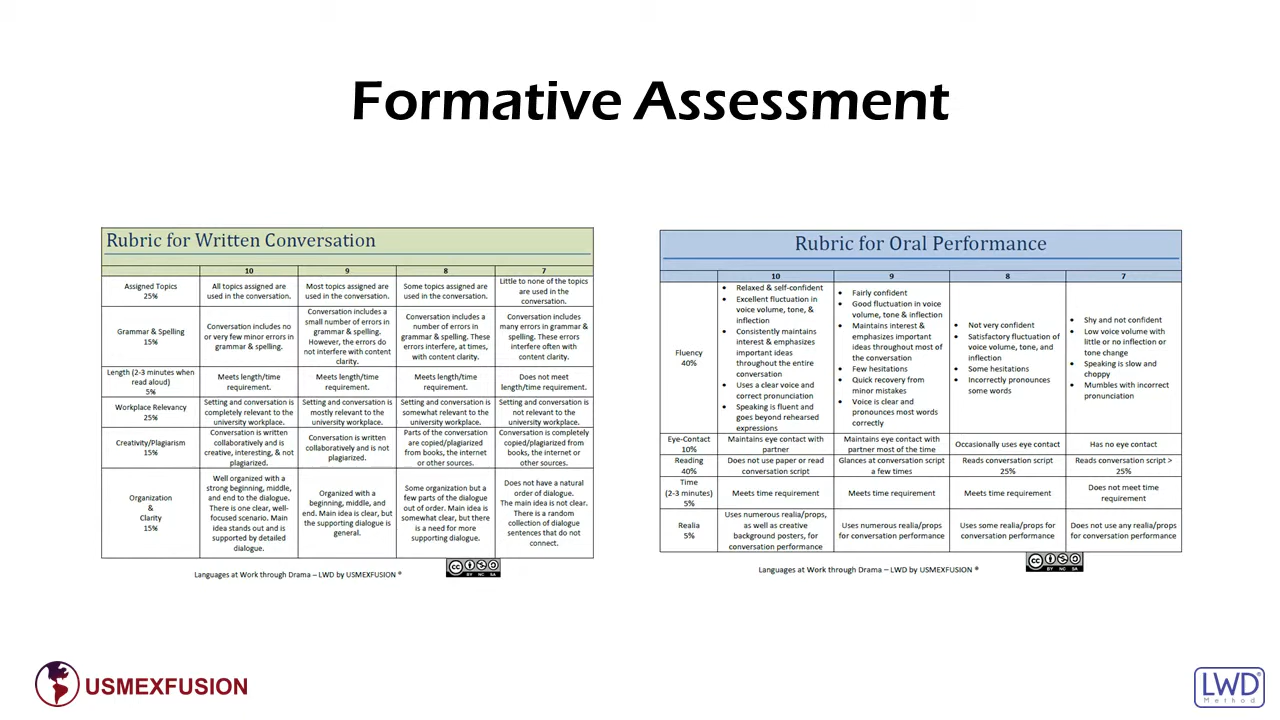 Formative Assessment
Rubric for Written Conversation
10 9 8 7
Assigned Topics
25%
All topics assigned are
used in the conversation.
Most topics assigned are
used in the conversation.
Some topics assigned are
used in the conversation.
Little to none of the topics
are used in the
conversation.
Grammar & Spelling
15%
Conversation includes no
or very few minor errors in
grammar & spelling.
Conversation includes a
small number of errors in
grammar & spelling.
However, the errors do
not interfere with content
clarity.
Conversation includes a
number of errors in
grammar & spelling. These
errors interfere, at times,
with content clarity.
Conversation includes
many errors in grammar &
spelling. These errors
interfere often with
content clarity.
Length (2-3 minutes when
read aloud)
5%
Meets length/time
requirement.
Meets length/time
requirement.
Meets length/time
requirement.
Does not meet
length/time requirement.
Workplace Relevancy
25%
Setting and conversation is
completely relevant to the
university workplace.
Setting and conversation is
mostly relevant to the
university workplace.
Setting and conversation is
somewhat relevant to the
university workplace.
Setting and conversation is
not relevant to the
university workplace.
Creativity/Plagiarism
15%
Conversation is written
collaboratively and is
creative, interesting, & not
plagiarized.
Conversation is written
collaboratively and is not
plagiarized.
Parts of the conversation
are copied/plagiarized
from books, the internet
or other sources.
Conversation is completely
copied/plagiarized from
books, the internet or
other sources.
Organization
&
Clarity
15%
Well organized with a
strong beginning, middle,
and end to the dialogue.
There is one clear, well-
focused scenario. Main
idea stands out and is
supported by detailed
dialogue.
Organized with a
beginning, middle, and
end. Main idea is clear, but
the supporting dialogue is
general.
Some organization but a
few parts of the dialogue
out of order. Main idea is
somewhat clear, but there
is a need for more
supporting dialogue.
Does not have a natural
order of dialogue.
The main idea is not clear.
There is a random
collection of dialogue
sentences that do not
connect.
Languages at Work through Drama – LWD by USMEXFUSION ®
cc BY NC SA
Rubric for Oral Performance
10 9 8 7
Fluency
40%
• Relaxed & self-confident
• Excellent fluctuation in
voice volume, tone, &
inflection
• Consistently maintains
interest & emphasizes
important ideas
throughout the entire
conversation
• Uses a clear voice and
correct pronunciation
• Speaking is fluent and
goes beyond rehearsed
expressions
• Fairly confident
• Good fluctuation in voice
volume, tone & inflection
• Maintains interest &
emphasizes important
ideas throughout most of
the conversation
• Few hesitations
• Quick recovery from
minor mistakes
• Voice is clear and
pronounces most words
correctly
• Not very confident
• Satisfactory fluctuation of
voice volume, tone, and
inflection
• Some hesitations
• Incorrectly pronounces
some words
• Shy and not confident
• Low voice volume with
little or no inflection or
tone change
• Speaking is slow and
choppy
• Mumbles with incorrect
pronunciation
Eye-Contact
10%
Maintains eye contact with
partner
Maintains eye contact with
partner most of the time
Occasionally uses eye contact
Has no eye contact
Reading
40%
Does not use paper or read
conversation script
Glances at conversation script
a few times
Reads conversation script
25%
Reads conversation script >
25%
Time
(2-3 minutes)
5%
Meets time requirement
Meets time requirement
Meets time requirement
Does not meet time
requirement
Realia
5%
Uses numerous realia/props,
as well as creative
background posters, for
conversation performance
Uses numerous realia/props
for conversation performance
Uses some realia/props for
conversation performance
Does not use any realia/props
for conversation performance
Languages at Work through Drama – LWD by USMEXFUSION ®
cc BY NC SA
USMEXFUSION
LWD®
Method